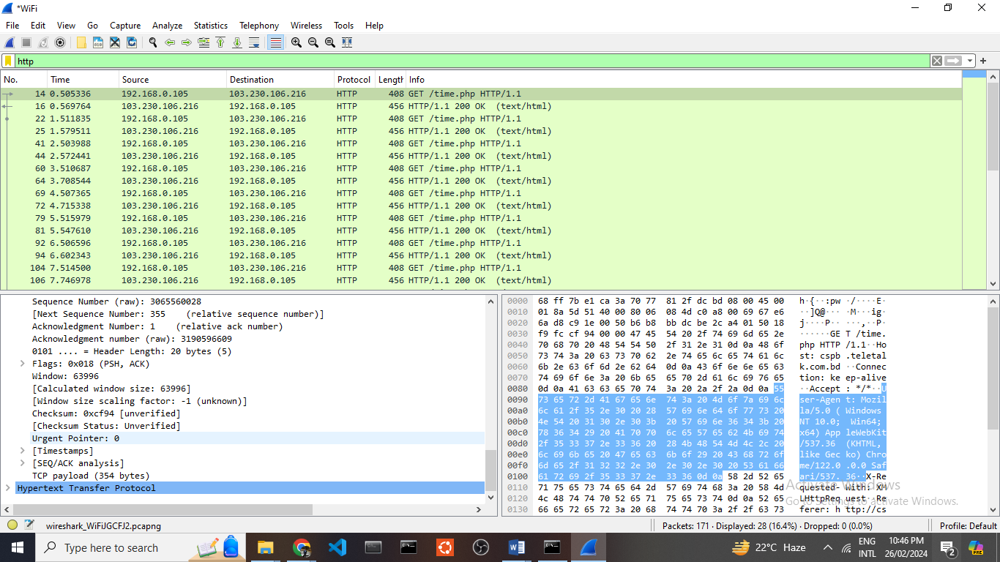 *WiFi
File Edit View Go Capture Analyze Statistics Telephony Wireless Tools Help
http
No. Time Source Destination Protocol Length Info
14 0.505336 192.168.0.105 103.230.106.216 HTTP 408 GET /time.php HTTP/1.1
16 0.569764 103.230.106.216 192.168.0.105 HTTP 456 HTTP/1.1 200 OK (text/html)
22 1.511835 192.168.0.105 103.230.106.216 HTTP 408 GET /time.php HTTP/1.1
25 1.579511 103.230.106.216 192.168.0.105 HTTP 456 HTTP/1.1 200 OK (text/html)
41 2.503988 192.168.0.105 103.230.106.216 HTTP 408 GET /time.php HTTP/1.1
44 2.572441 103.230.106.216 192.168.0.105 HTTP 456 HTTP/1.1 200 OK (text/html)
60 3.510687 192.168.0.105 103.230.106.216 HTTP 408 GET /time.php HTTP/1.1
64 3.708544 103.230.106.216 192.168.0.105 HTTP 456 HTTP/1.1 200 OK (text/html)
69 4.507365 192.168.0.105 103.230.106.216 HTTP 408 GET /time.php HTTP/1.1
72 4.715338 103.230.106.216 192.168.0.105 HTTP 456 HTTP/1.1 200 OK (text/html)
79 5.515979 192.168.0.105 103.230.106.216 HTTP 408 GET /time.php HTTP/1.1
81 5.547610 103.230.106.216 192.168.0.105 HTTP 456 HTTP/1.1 200 OK (text/html)
92 6.506596 192.168.0.105 103.230.106.216 HTTP 408 GET /time.php HTTP/1.1
94 6.602343 103.230.106.216 192.168.0.105 HTTP 456 HTTP/1.1 200 OK (text/html)
104 7.514500 192.168.0.105 103.230.106.216 HTTP 408 GET /time.php HTTP/1.1
106 7.746978 103.230.106.216 192.168.0.105 HTTP 456 HTTP/1.1 200 OK (text/html)
Sequence Number (raw): 3065560028
[Next Sequence Number: 355 (relative sequence number)]
Acknowledgment Number: 1 (relative ack number)
Acknowledgment number (raw): 3190596609
0101 .... = Header Length: 20 bytes (5)
Flags: 0x018 (PSH, ACK)
Window: 63996
[Calculated window size: 63996]
[Window size scaling factor: -1 (unknown)]
Checksum: 0xcf94 [unverified]
[Checksum Status: Unverified]
Urgent Pointer: 0
[Timestamps]
[SEQ/ACK analysis]
TCP payload (354 bytes)
Hypertext Transfer Protocol
0000 68 ff 7b e1 ca 3a 70 77 81 2f dc bd 08 00 45 00 h·{··:pw ·/····E·
0010 01 8a 5d 51 40 00 80 06 08 4d c0 a8 00 69 67 e6 ··]Q@··· ·M···ig·
0020 6a d8 c9 1e 00 50 b6 b8 bb dc be 2c a4 01 50 18 j····P·· ···,··P·
0030 f9 fc cf 94 00 00 47 45 54 20 2f 74 69 6d 65 2e ······GE T /time.
0040 70 68 70 20 48 54 54 50 2f 31 2e 31 0d 0a 48 6f php HTTP /1.1··Ho
0050 73 74 3a 20 63 73 70 62 2e 74 65 6c 65 74 61 6c st: cspb .teletal
0060 6b 2e 63 6f 6d 2e 62 64 0d 0a 43 6f 6e 6e 65 63 k.com.bd ··Connec
0070 74 69 6f 6e 3a 20 6b 65 65 70 2d 61 6c 69 76 65 tion: ke ep-alive
0080 0d 0a 41 63 63 65 70 74 3a 20 2a 2f 2a 0d 0a 55 ··Accept : */*··U
0090 73 65 72 2d 41 67 65 6e 74 3a 20 4d 6f 7a 69 6c ser-Agen t: Mozil
00a0 6c 61 2f 35 2e 30 20 28 57 69 6e 64 6f 77 73 20 la/5.0 ( Windows
00b0 4e 54 20 31 30 2e 30 3b 20 57 69 6e 36 34 3b 20 NT 10.0; Win64;
00c0 78 36 34 29 20 41 70 70 6c 65 57 65 62 4b 69 74 x64) App leWebKit
00d0 2f 35 33 37 2e 33 36 20 28 4b 48 54 4d 4c 2c 20 /537.36 (KHTML,
00e0 6c 69 6b 65 20 47 65 63 6b 6f 29 20 43 68 72 6f like Gec ko) Chro
00f0 6d 65 2f 31 32 32 2e 30 2e 30 2e 30 20 53 61 66 me/122.0 .0.0 Saf
0100 61 72 69 2f 35 33 37 2e 33 36 0d 0a 58 2d 52 65 ari/537. 36··X-Re
0110 71 75 65 73 74 65 64 2d 57 69 74 68 3a 20 58 4d quested- With: XM
0120 4c 48 74 74 70 52 65 71 75 65 73 74 0d 0a 52 65 LHttpReq uest··Re
0130 66 65 72 65 72 3a 20 68 74 74 70 3a 2f 2f 63 73 ferer: h ttp://cs
Activate Windows
Go to Settings to activate Windows.
wireshark_WiFiJGCFJ2.pcapng Packets: 171 · Displayed: 28 (16.4%) · Dropped: 0 (0.0%) Profile: Default
Type here to search 22°C Haze ENG INTL 10:46 PM 26/02/2024 2 PRE